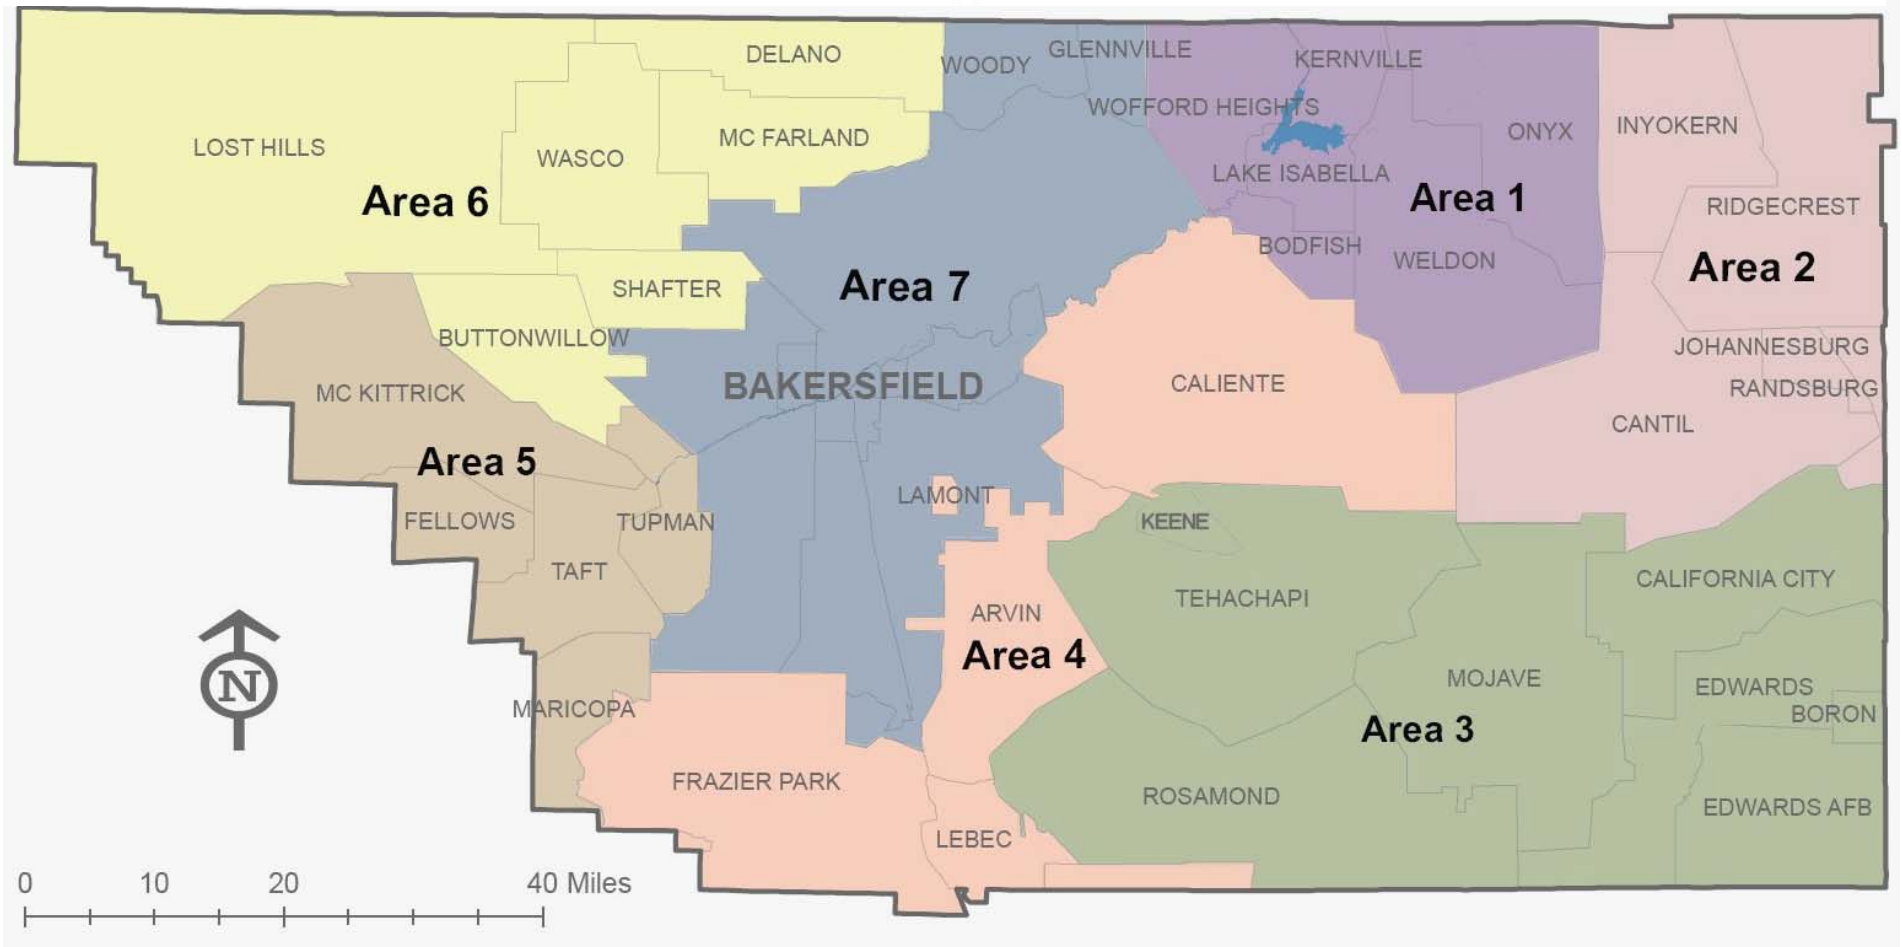 DELANO
WOODY
GLENNVILLE
KERNVILLE
WOFFORD HEIGHTS
ONYX
INYOKERN
LOST HILLS
WASCO
MC FARLAND
LAKE ISABELLA
Area 6
Area 1
RIDGECREST
BODFISH
WELDON
Area 2
SHAFTER
Area 7
BUTTONWILLOW
JOHANNESBURG
RANDSBURG
MC KITTRICK
BAKERSFIELD
CALIENTE
CANTIL
Area 5
LAMONT
FELLOWS
TUPMAN
KEENE
TAFT
TEHACHAPI
CALIFORNIA CITY
ARVIN
Area 4
MOJAVE
EDWARDS
BORON
N
MARICOPA
Area 3
FRAZIER PARK
ROSAMOND
EDWARDS AFB
LEBEC
0 10 20 40 Miles